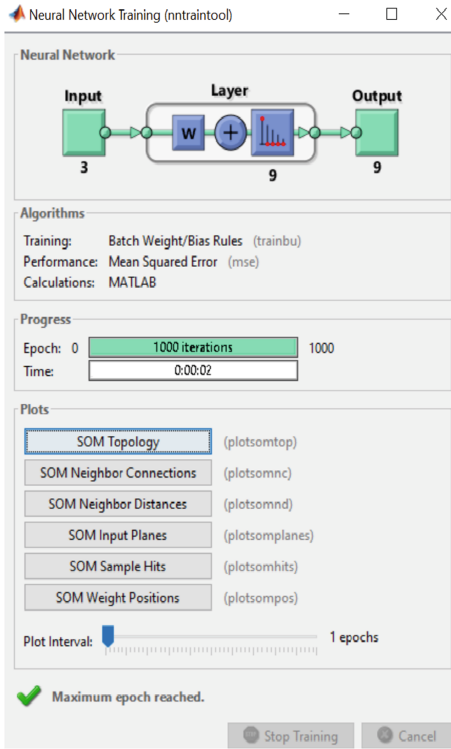 Neural Network Training (nntraintool)
Neural Network
Input
Layer
Output
W
3
9
9
Algorithms
Training: Batch Weight/Bias Rules (trainbu)
Performance: Mean Squared Error (mse)
Calculations: MATLAB
Progress
Epoch: 0 1000 iterations 1000
Time: 0:00:02
Plots
SOM Topology (plotsomtop)
SOM Neighbor Connections (plotsomnc)
SOM Neighbor Distances (plotsomnd)
SOM Input Planes (plotsomplanes)
SOM Sample Hits (plotsomhits)
SOM Weight Positions (plotsompos)
Plot Interval: 1 epochs
Maximum epoch reached.
Stop Training Cancel